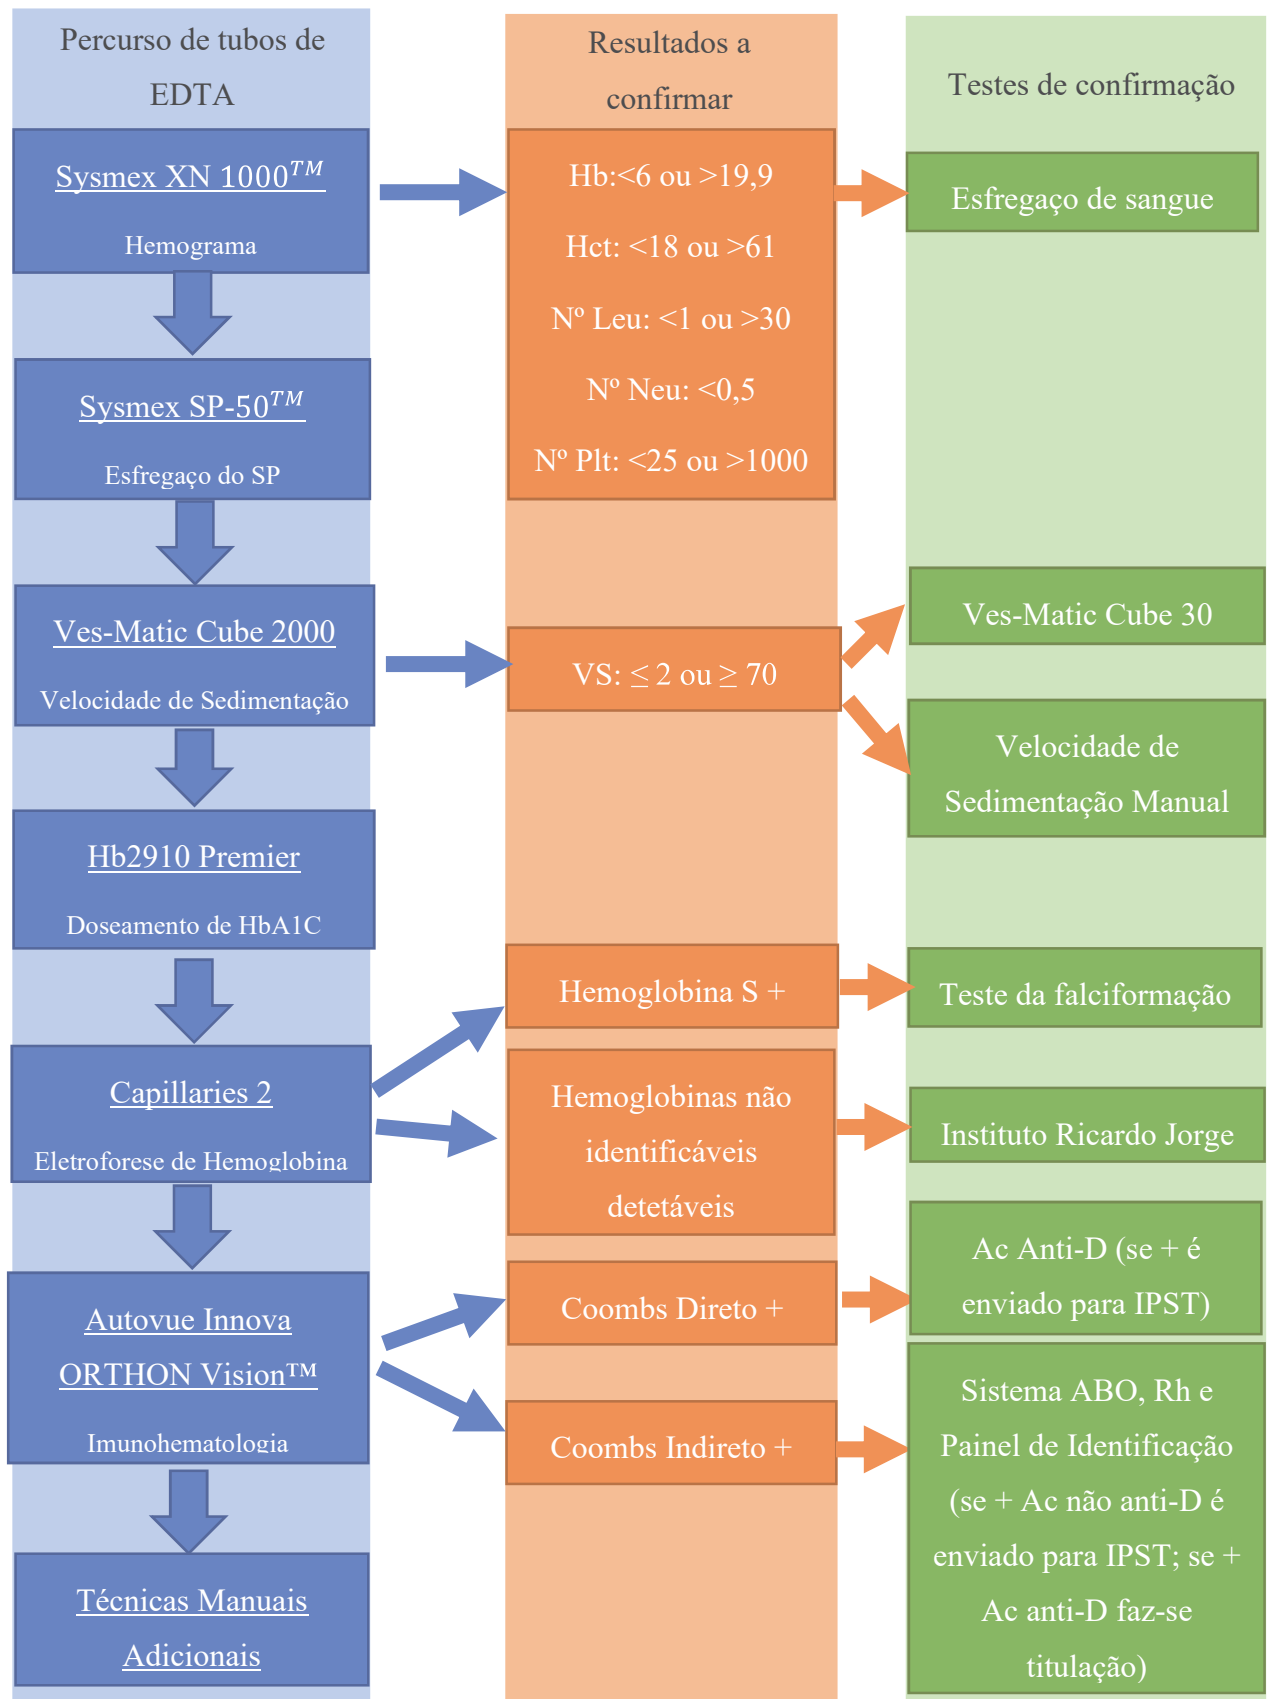 Percurso de tubos de
EDTA
Sysmex XN 1000™
Hemograma
Sysmex SP-50™
Esfregaço do SP
Ves-Matic Cube 2000
Velocidade de Sedimentação
Hb2910 Premier
Doseamento de HbA1C
Capillaries 2
Eletroforese de Hemoglobina
Autovue Innova
ORTHON Vision™
Imunohematologia
Técnicas Manuais
Adicionais
Resultados a
confirmar
Hb:<6 ou >19,9
Hct: <18 ou >61
Nº Leu: <1 ou >30
Nº Neu: <0,5
Nº Plt: <25 ou >1000
VS: ≤ 2 ou ≥ 70
Hemoglobina S +
Hemoglobinas não
identificáveis
detetáveis
Coombs Direto +
Coombs Indireto +
Testes de confirmação
Esfregaço de sangue
Ves-Matic Cube 30
Velocidade de
Sedimentação Manual
Teste da falciformação
Instituto Ricardo Jorge
Ac Anti-D (se + é
enviado para IPST)
Sistema ABO, Rh e
Painel de Identificação
(se + Ac não anti-D é
enviado para IPST; se +
Ac anti-D faz-se
titulação)